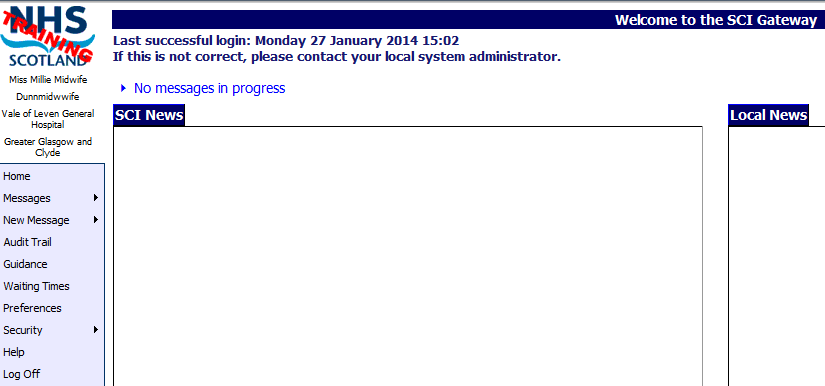 NHS
TRAINING
SCOTLAND
Miss Millie Midwife
Dunnmidwwife
Vale of Leven General
Hospital
Greater Glasgow and
Clyde
Home
Messages
New Message
Audit Trail
Guidance
Waiting Times
Preferences
Security
Help
Log Off
Welcome to the SCI Gateway
Last successful login: Monday 27 January 2014 15:02
If this is not correct, please contact your local system administrator.
No messages in progress
SCI News
Local News